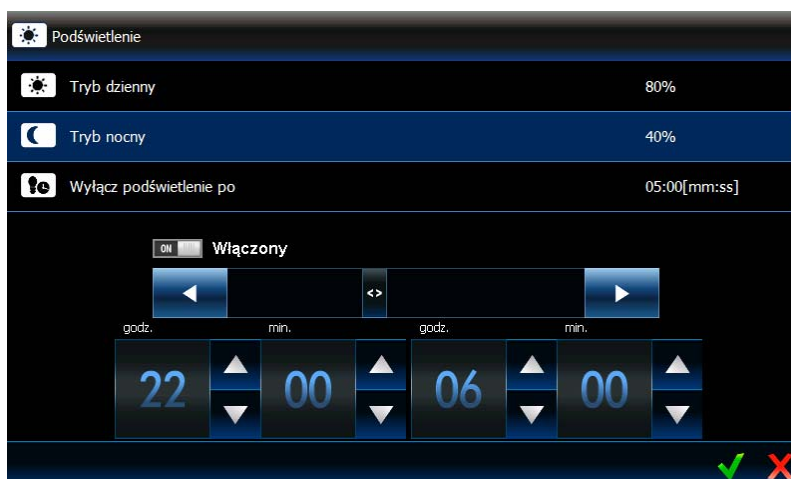 Podświetlenie
Tryb dzienny 80%
Tryb nocny 40%
Wyłącz podświetlenie po 05:00[mm:ss]
ON Włączony
<>
godz. min. godz. min.
22 00 06 00